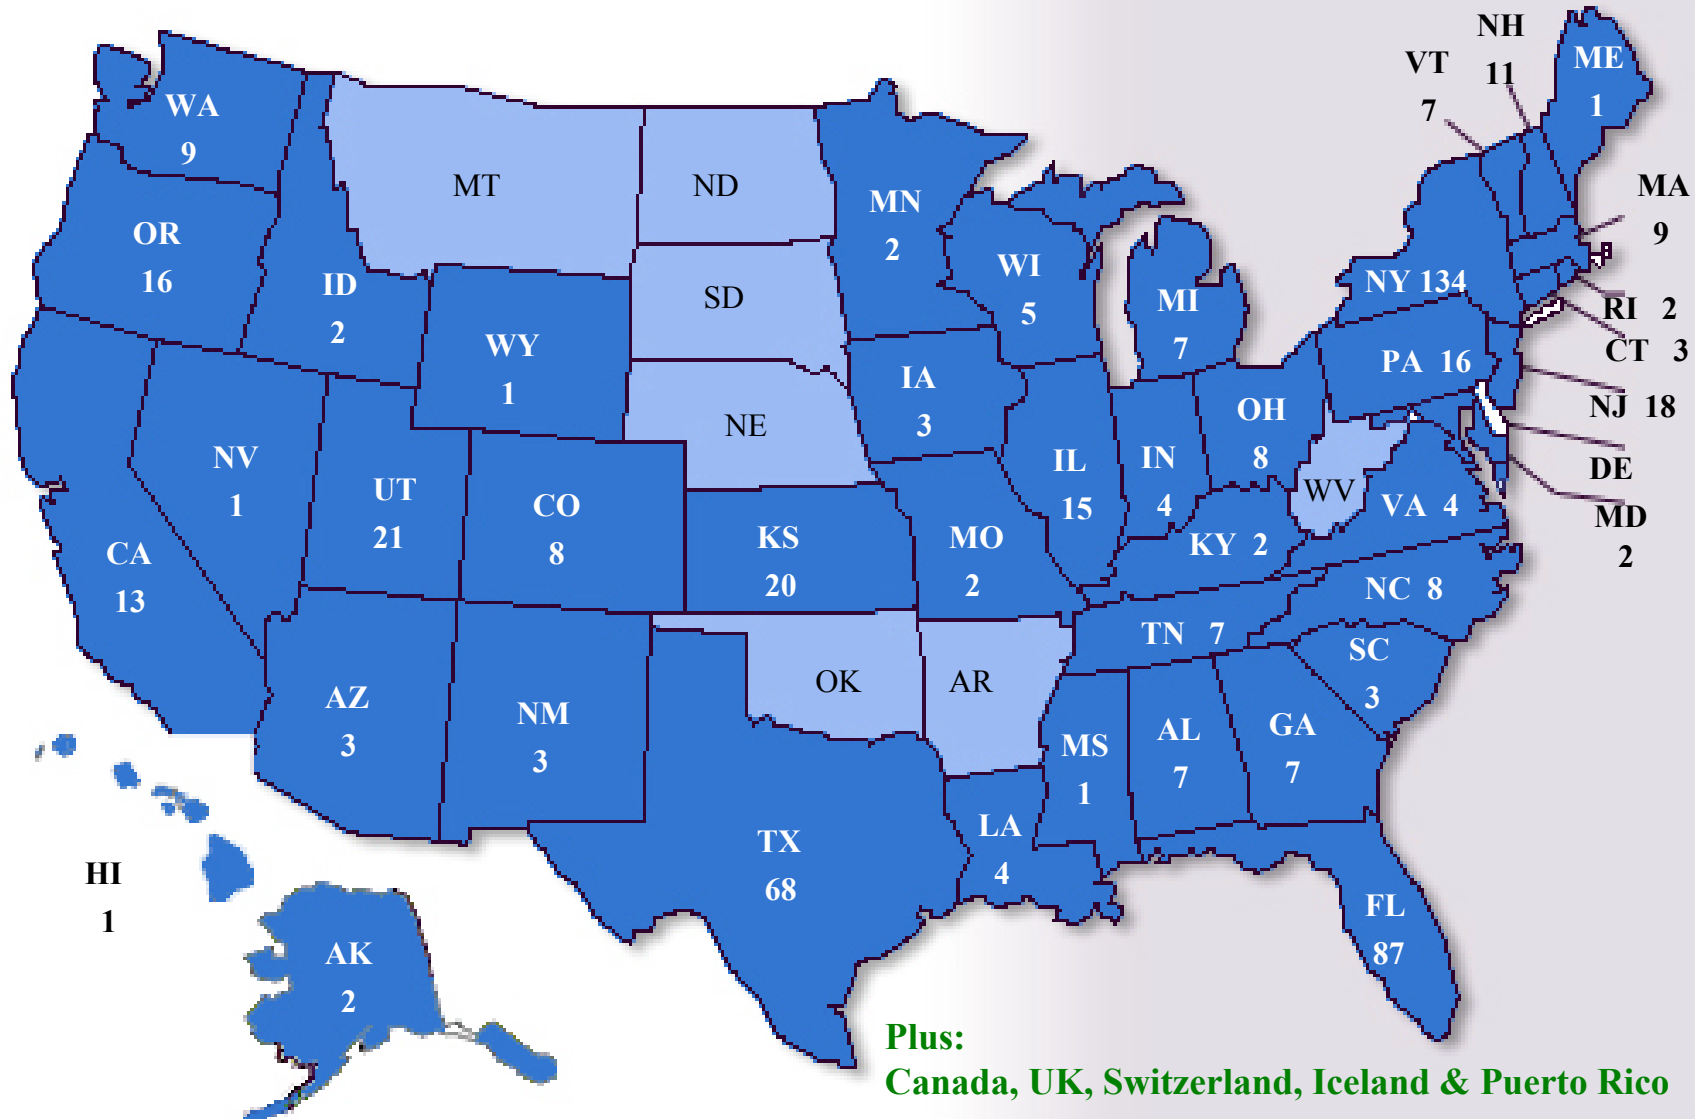 NH
11
VT
7
ME
1
WA
9
MT
ND
MN
2
MA
9
OR
16
ID
2
SD
WI
5
MI
7
NY 134
RI 2
CT 3
WY
1
IA
3
PA 16
NJ 18
NE
OH
8
DE
NV
1
UT
21
CO
8
IL
15
IN
4
WV
VA 4
MD
2
CA
13
KS
20
MO
2
KY 2
NC 8
TN 7
SC
3
AZ
3
NM
3
OK
AR
MS
1
AL
7
GA
7
TX
68
LA
4
HI
1
FL
87
AK
2
Plus:
Canada, UK, Switzerland, Iceland & Puerto Rico